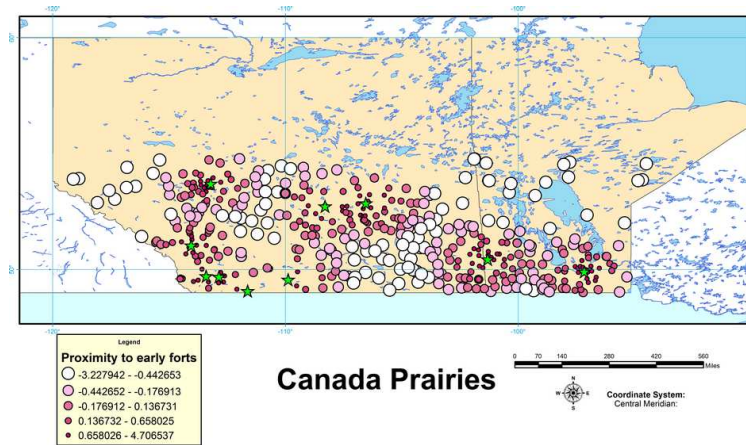 -120°
-110°
-100°
60°
50°
50°
-120°
-110°
-100°
Legend
Proximity to early forts
-3.227942 - -0.442653
-0.442652 - -0.176913
-0.176912 - 0.136731
0.136732 - 0.658025
0.658026 - 4.706537
Canada Prairies
0 70 140 280 420 560
Miles
N
W E
S
Coordinate System:
Central Meridian: